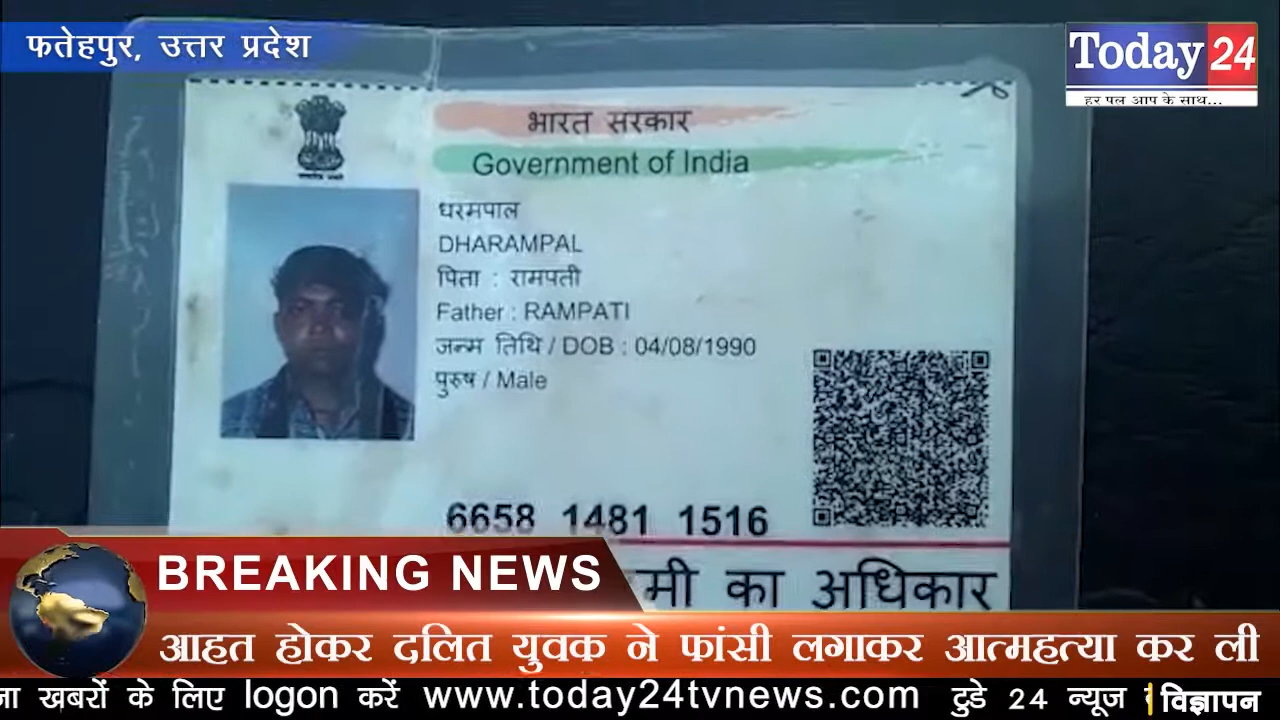 फतेहपुर, उत्तर प्रदेश
Today 24
हर पल आप के साथ...
भारत सरकार
Government of India
धरमपाल
DHARAMPAL
पिता : रामपती
Father : RAMPATI
जन्म तिथि / DOB : 04/08/1990
पुरुष / Male
6658 1481 1516
मी का अधिकार
BREAKING NEWS
आहत होकर दलित युवक ने फांसी लगाकर आत्महत्या कर ली
खबरों के लिए logon करें www.today24tvnews.com टुडे 24 न्यूज
विज्ञापन